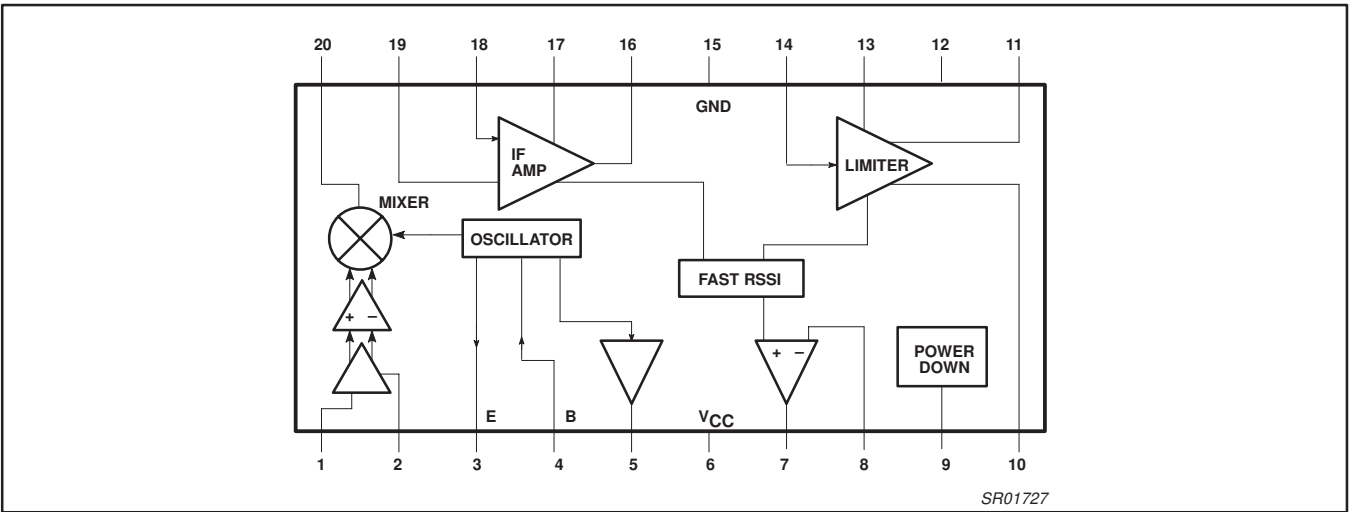 20 19 18 17 16 15 14 13 12 11
GND
IF
AMP
LIMITER
MIXER
OSCILLATOR
FAST RSSI
+ −
+ −
POWER
DOWN
E B VCC
1 2 3 4 5 6 7 8 9 10
SR01727